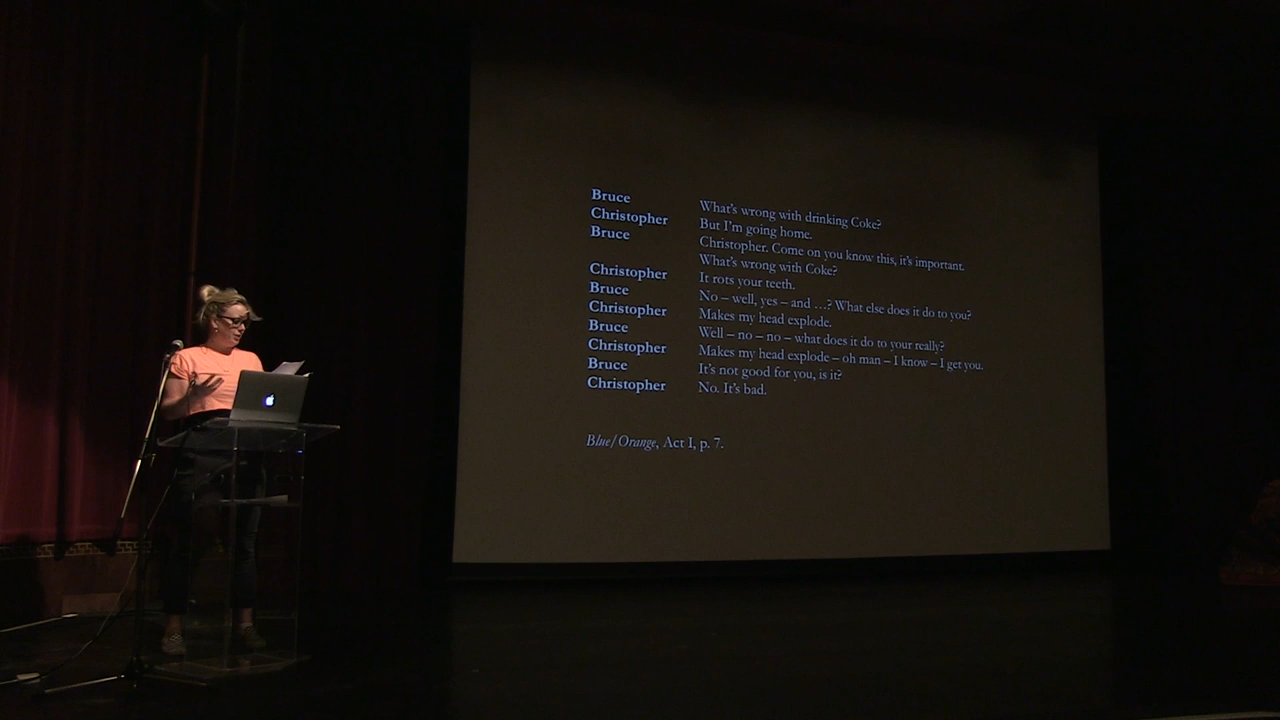 Bruce What's wrong with drinking Coke?
Christopher But I'm going home.
Bruce Christopher. Come on you know this, it's important.
What's wrong with Coke?
Christopher It rots your teeth.
Bruce No – well, yes – and …? What else does it do to you?
Christopher Makes my head explode.
Bruce Well – no – no – what does it do to your really?
Christopher Makes my head explode – oh man – I know – I get you.
Bruce It's not good for you, is it?
Christopher No. It's bad.
Blue/Orange, Act I, p. 7.